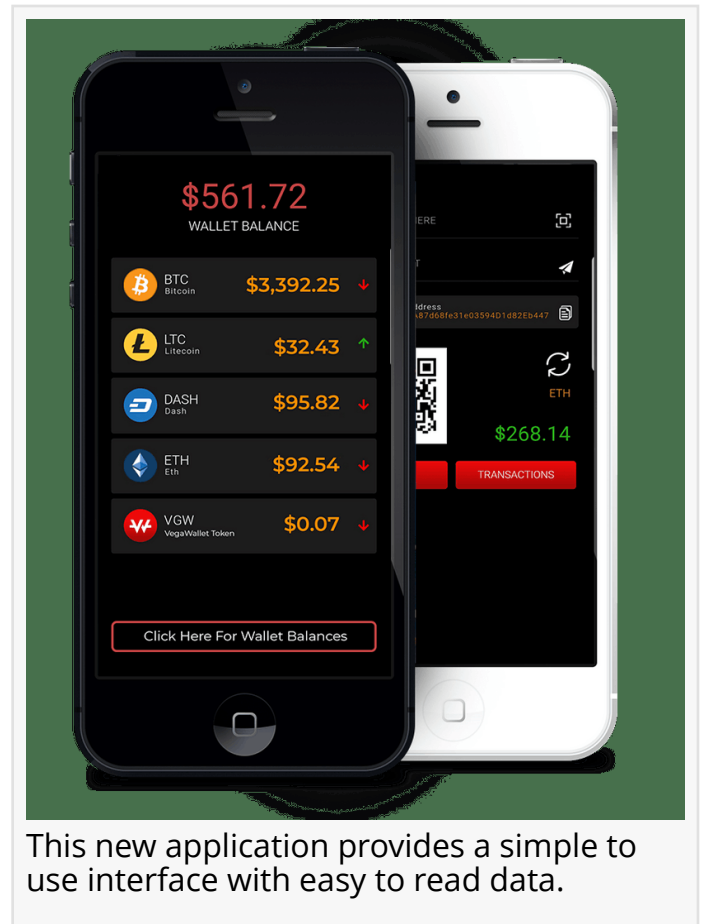 $561.72
WALLET BALANCE
BTC
Bitcoin
$3,392.25
LTC
Litecoin
$32.43
DASH
Dash
$95.82
ETH
Eth
$92.54
VGW
VegaWallet Token
$0.07
Click Here For Wallet Balances
ERE
T
ddress
87d68fe31e03594D1d82Eb447
ETH
$268.14
TRANSACTIONS
This new application provides a simple to
use interface with easy to read data.